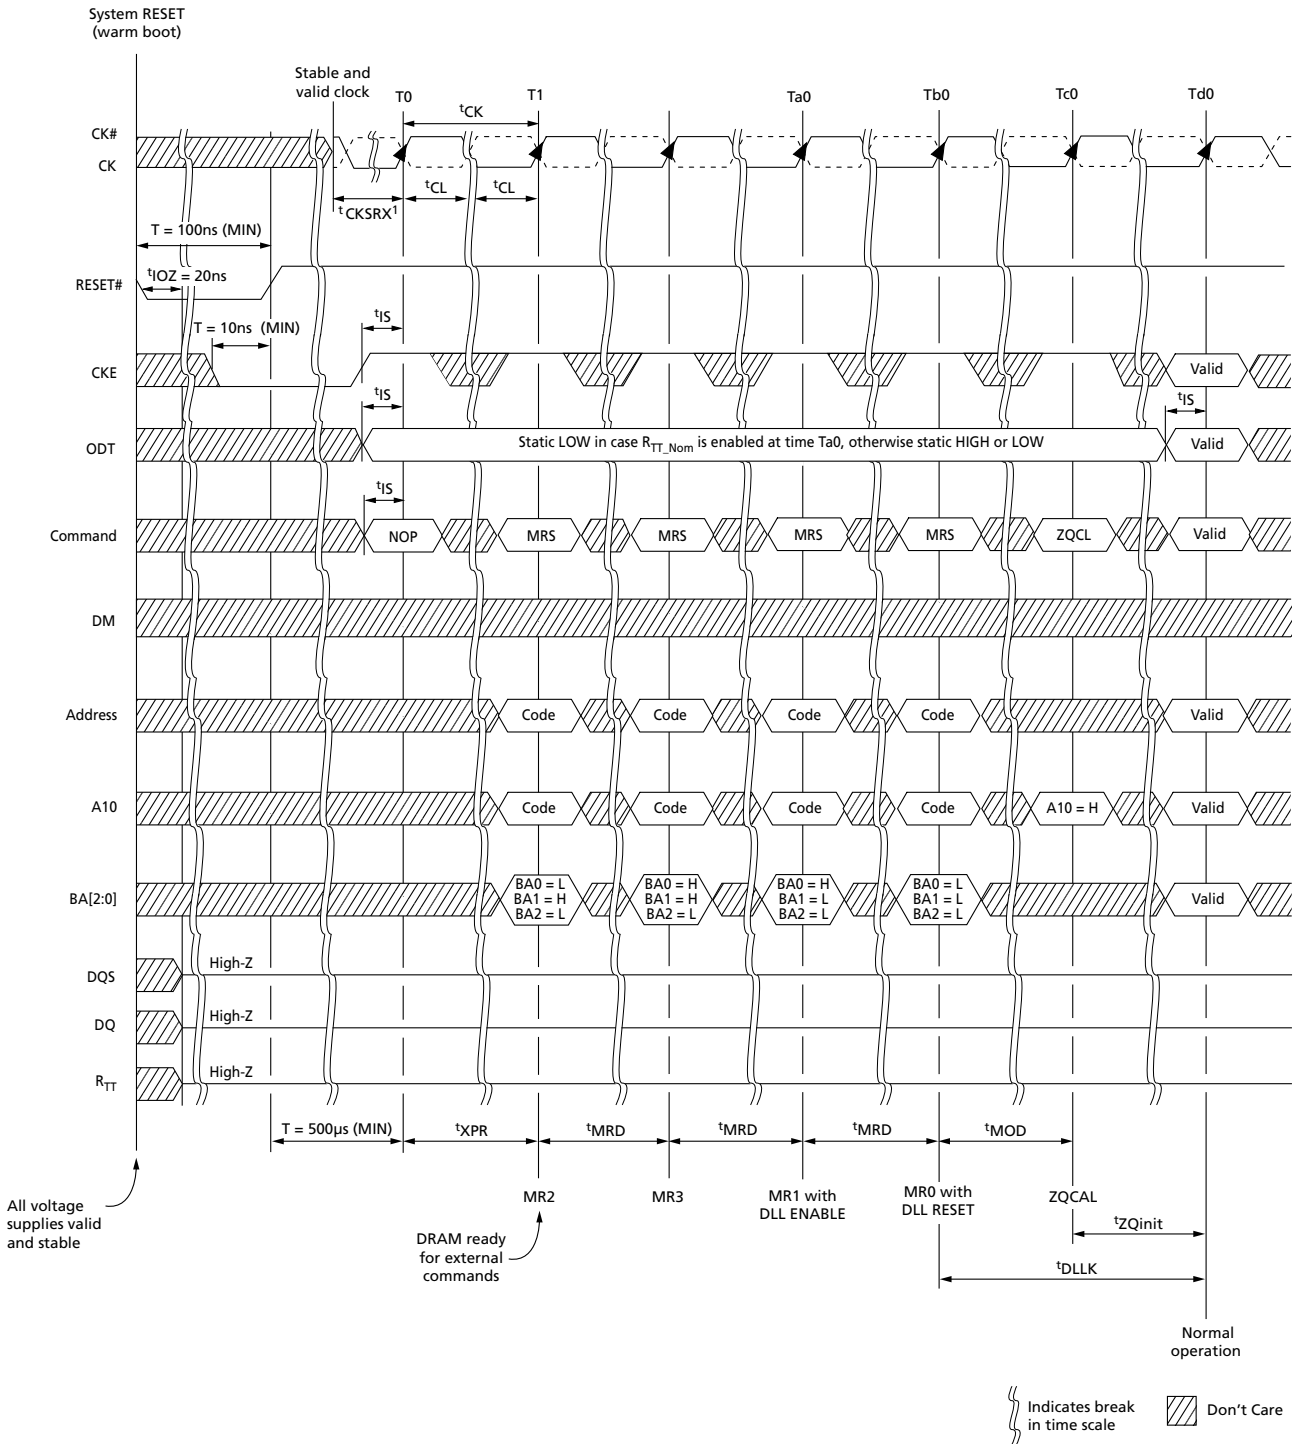 System RESET
(warm boot)
Stable and
valid clock
T0
T1
Ta0
Tb0
Tc0
Td0
tCK
CK#
CK
tCL
tCL
tCKSRX1
T = 100ns (MIN)
tIOZ = 20ns
RESET#
tIS
T = 10ns (MIN)
CKE
Valid
tIS
tIS
ODT
Static LOW in case RTT_Nom is enabled at time Ta0, otherwise static HIGH or LOW
Valid
tIS
Command
NOP
MRS
MRS
MRS
MRS
ZQCL
Valid
DM
Address
Code
Code
Code
Code
Valid
A10
Code
Code
Code
Code
A10 = H
Valid
BA[2:0]
BA0 = L
BA1 = H
BA2 = L
BA0 = H
BA1 = H
BA2 = L
BA0 = H
BA1 = L
BA2 = L
BA0 = L
BA1 = L
BA2 = L
Valid
High-Z
DQS
High-Z
DQ
High-Z
RTT
T = 500μs (MIN)
tXPR
tMRD
tMRD
tMRD
tMOD
MR2
MR3
MR1 with
DLL ENABLE
MR0 with
DLL RESET
ZQCAL
All voltage
supplies valid
and stable
DRAM ready
for external
commands
tZQinit
tDLLK
Normal
operation
Indicates break
in time scale
Don't Care